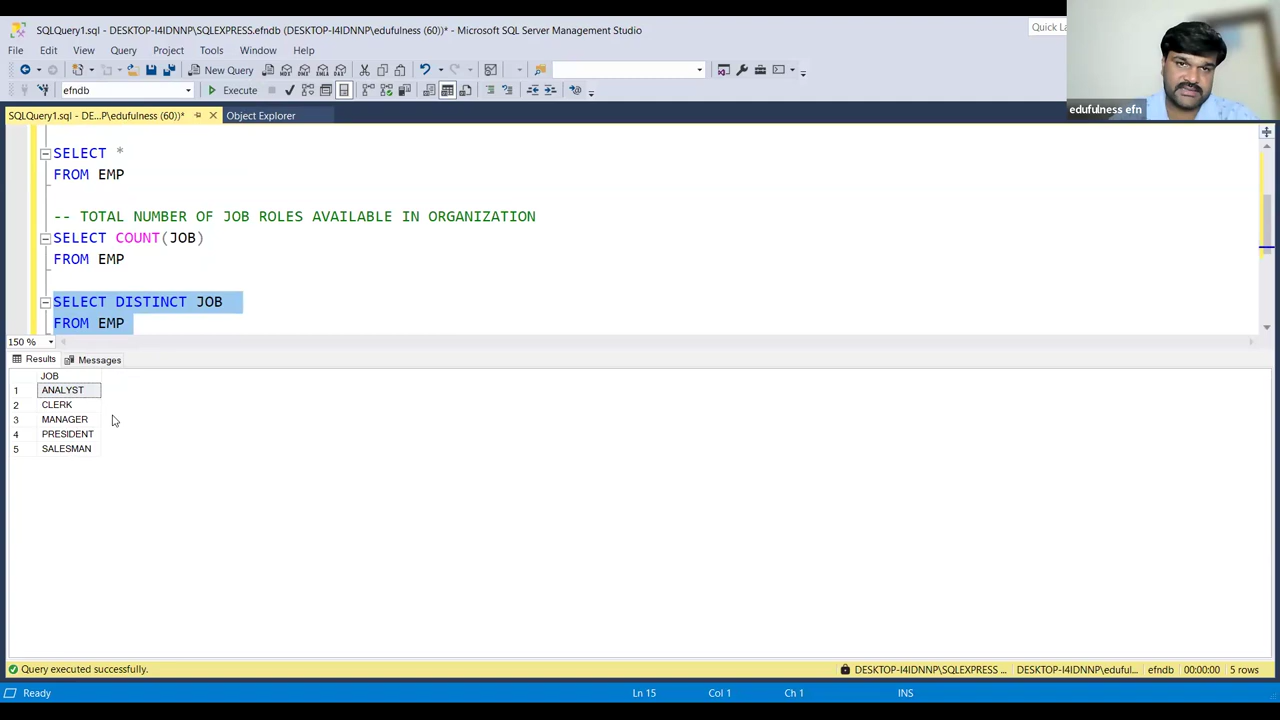 SQLQuery1.sql - DESKTOP-I4IDNNP\SQLEXPRESS.efndb (DESKTOP-I4IDNNP\edufulness (60))* - Microsoft SQL Server Management Studio
Quick La
File Edit View Query Project Tools Window Help
New Query
efndb Execute
edufulness efn
SQLQuery1.sql - DE...P\edufulness (60))* Object Explorer
SELECT *
FROM EMP
-- TOTAL NUMBER OF JOB ROLES AVAILABLE IN ORGANIZATION
SELECT COUNT(JOB)
FROM EMP
SELECT DISTINCT JOB
FROM EMP
150 %
Results Messages
JOB
1 ANALYST
2 CLERK
3 MANAGER
4 PRESIDENT
5 SALESMAN
Query executed successfully. DESKTOP-I4IDNNP\SQLEXPRESS ... DESKTOP-I4IDNNP\eduful... efndb 00:00:00 5 rows
Ready Ln 15 Col 1 Ch 1 INS